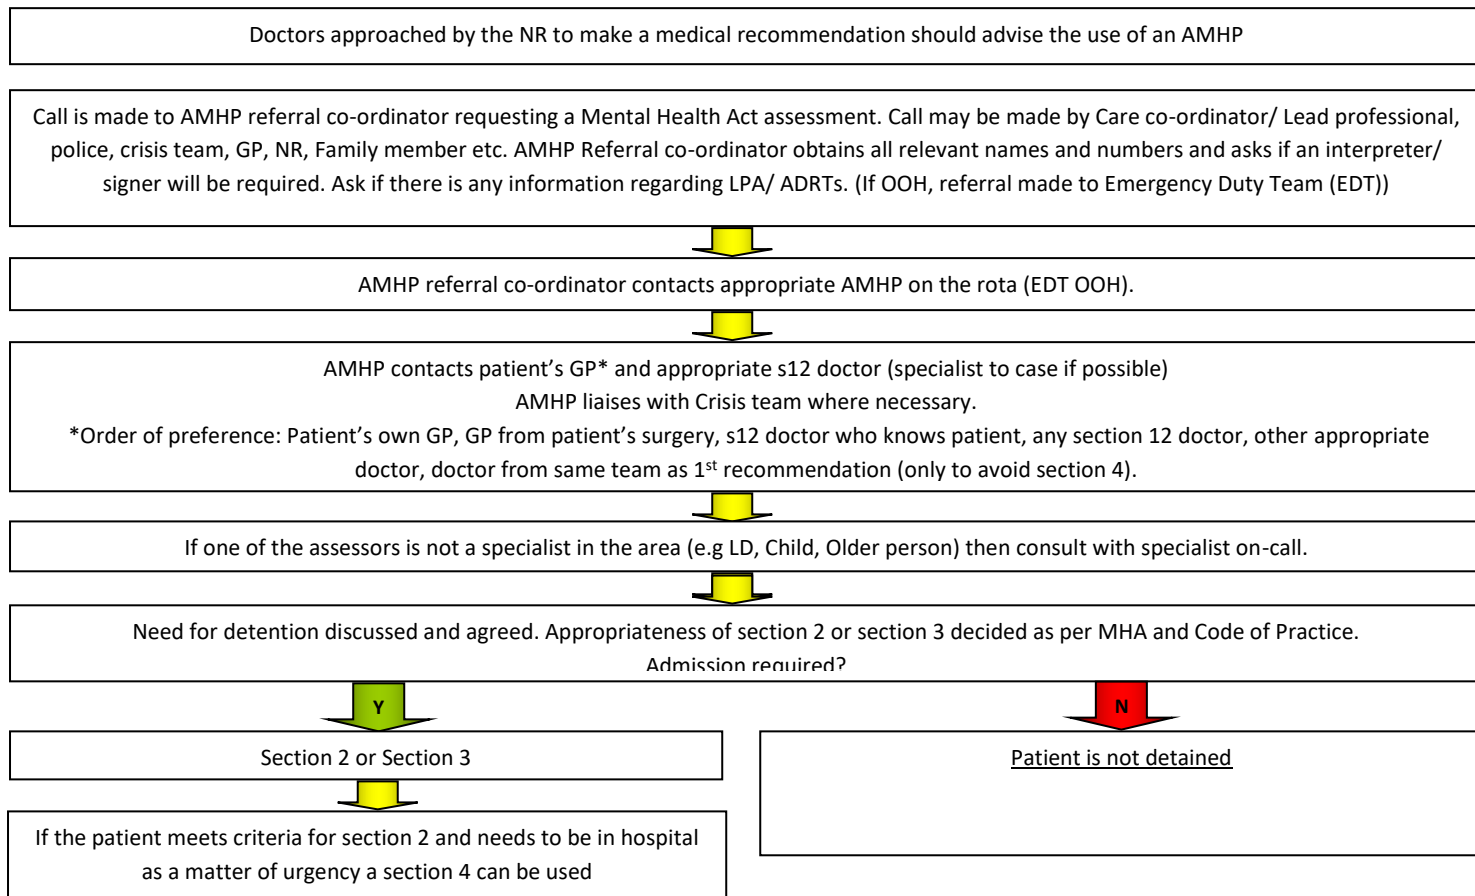 Doctors approached by the NR to make a medical recommendation should advise the use of an AMHP
Call is made to AMHP referral co-ordinator requesting a Mental Health Act assessment. Call may be made by Care co-ordinator/ Lead professional,
police, crisis team, GP, NR, Family member etc. AMHP Referral co-ordinator obtains all relevant names and numbers and asks if an interpreter/
signer will be required. Ask if there is any information regarding LPA/ ADRTs. (If OOH, referral made to Emergency Duty Team (EDT))
AMHP referral co-ordinator contacts appropriate AMHP on the rota (EDT OOH).
AMHP contacts patient’s GP* and appropriate s12 doctor (specialist to case if possible)
AMHP liaises with Crisis team where necessary.
*Order of preference: Patient’s own GP, GP from patient’s surgery, s12 doctor who knows patient, any section 12 doctor, other appropriate
doctor, doctor from same team as 1st recommendation (only to avoid section 4).
If one of the assessors is not a specialist in the area (e.g LD, Child, Older person) then consult with specialist on-call.
Need for detention discussed and agreed. Appropriateness of section 2 or section 3 decided as per MHA and Code of Practice.
Admission required?
Y
N
Section 2 or Section 3
Patient is not detained
If the patient meets criteria for section 2 and needs to be in hospital
as a matter of urgency a section 4 can be used